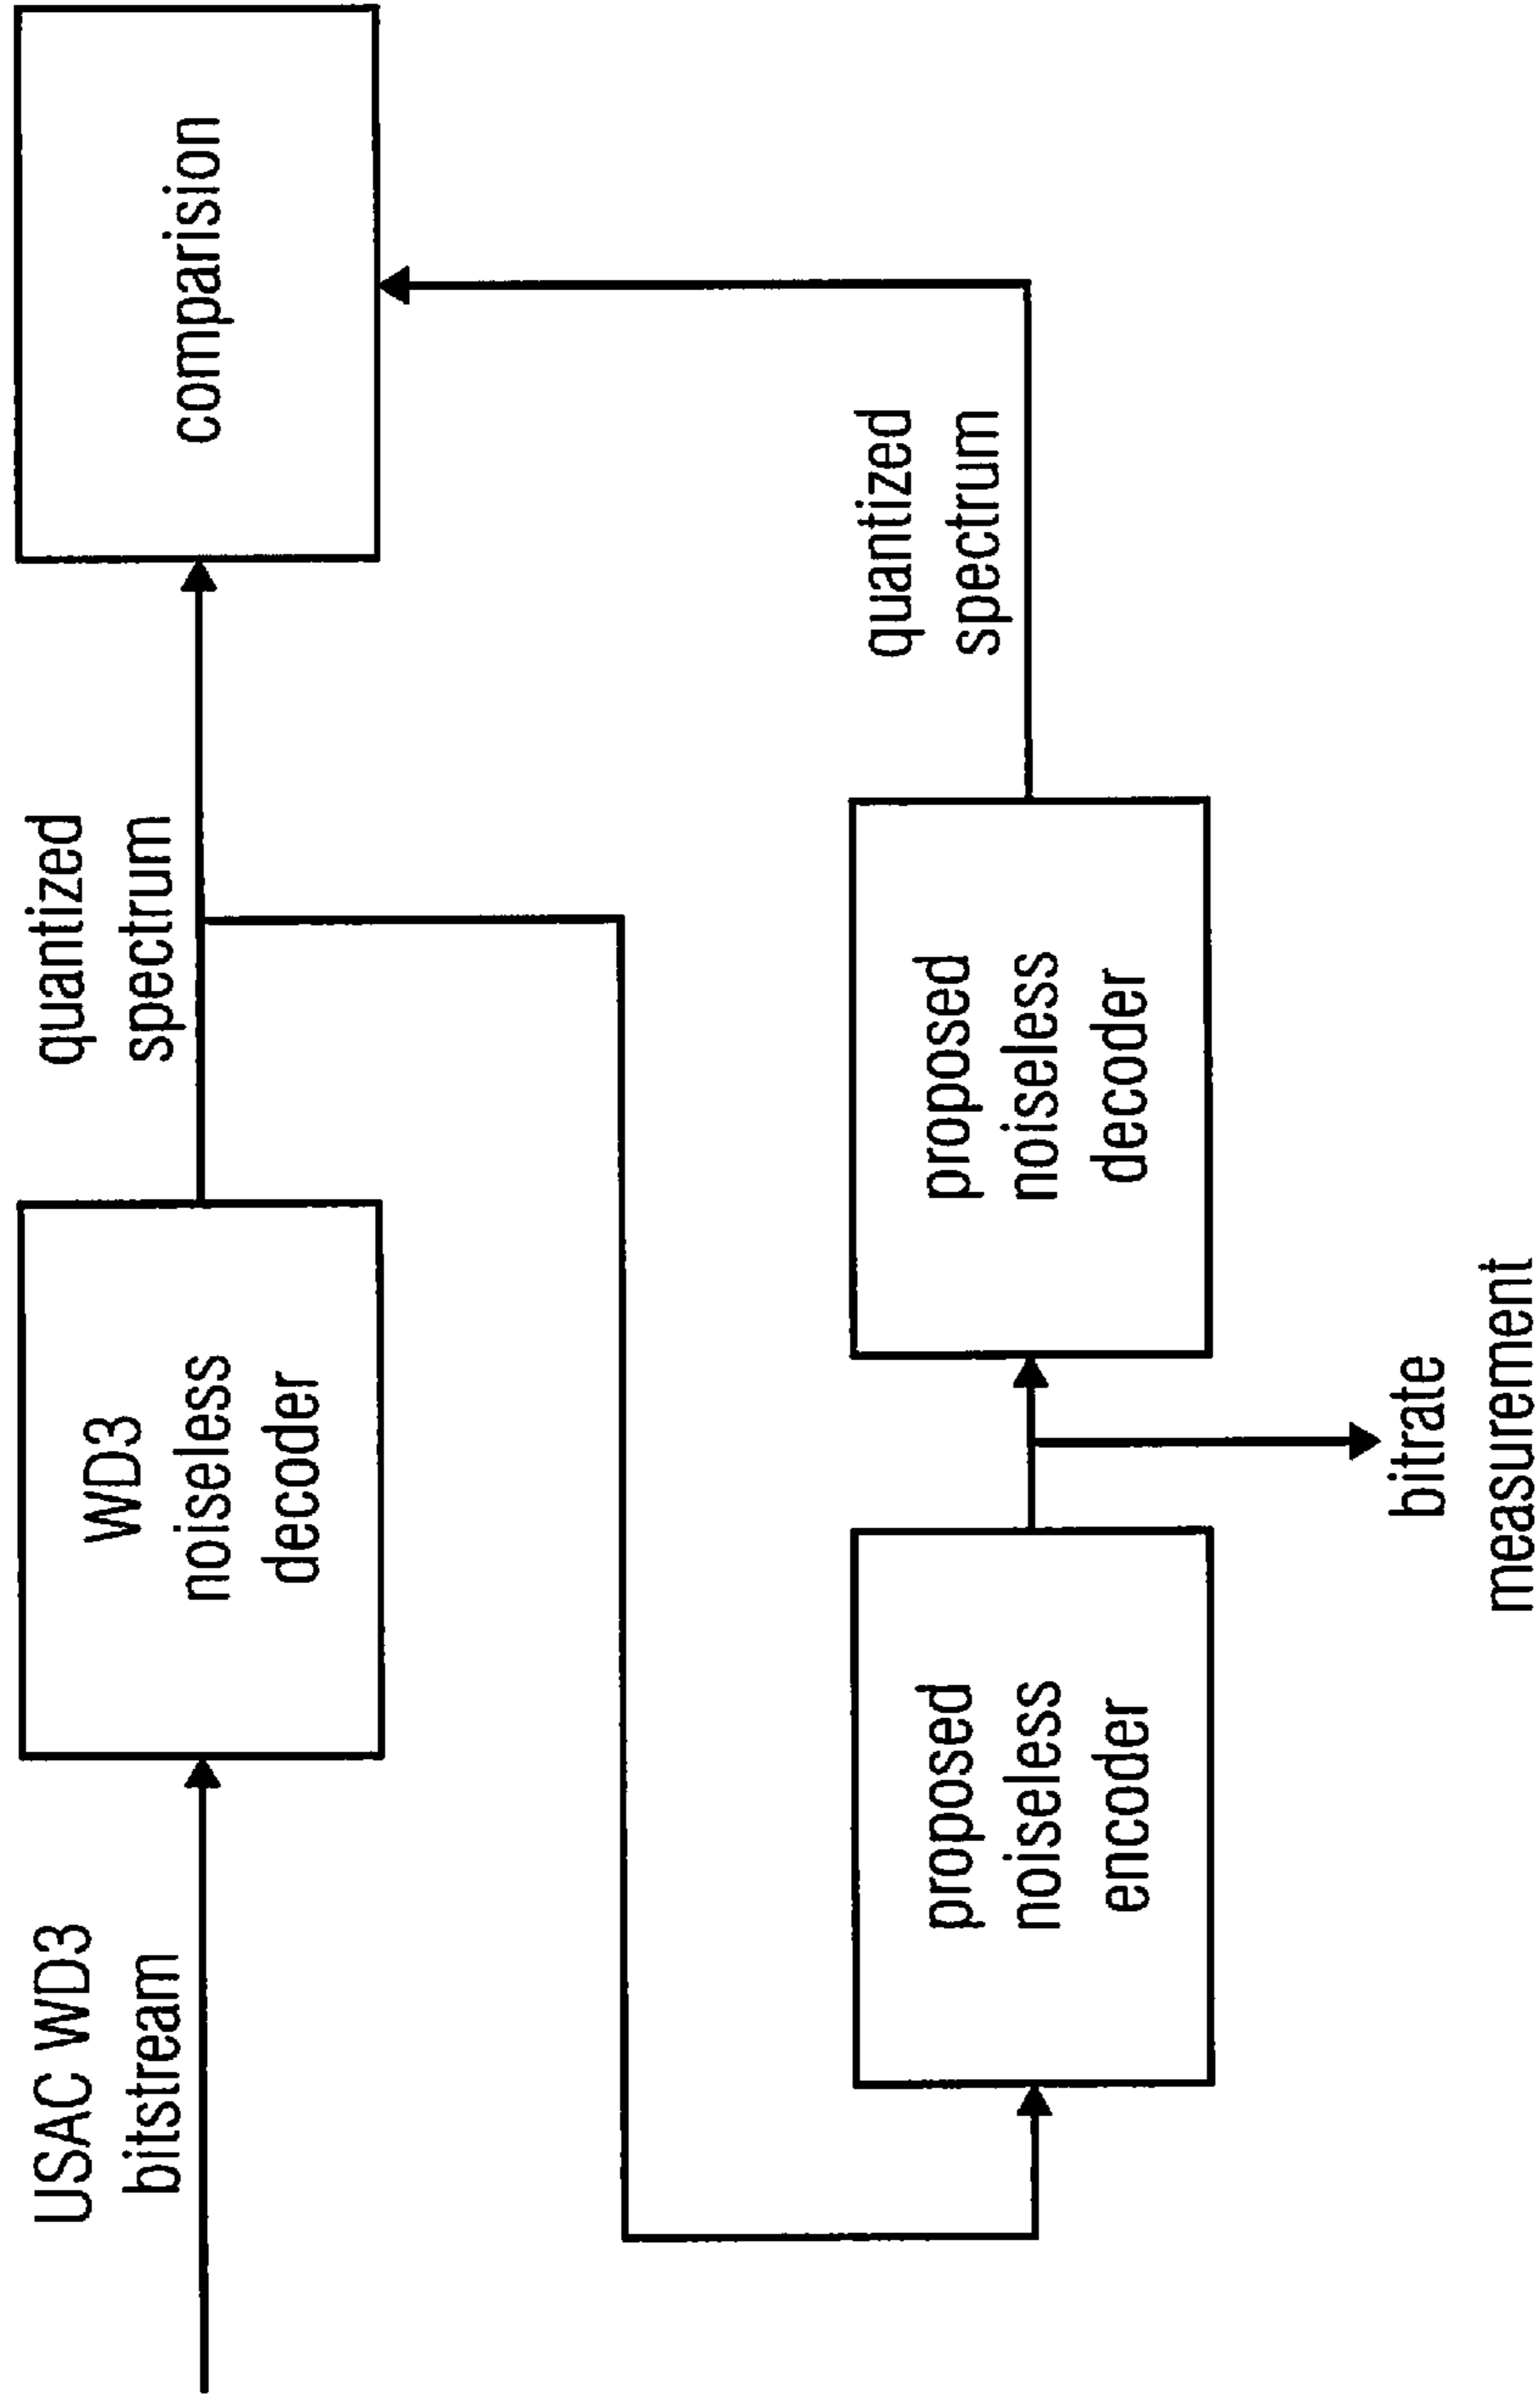 USAC WD3
bitstream
WD3
noiseless
decoder
quantized
spectrum
comparision
proposed
noiseless
encoder
bitrate
measurement
proposed
noiseless
decoder
quantized
spectrum